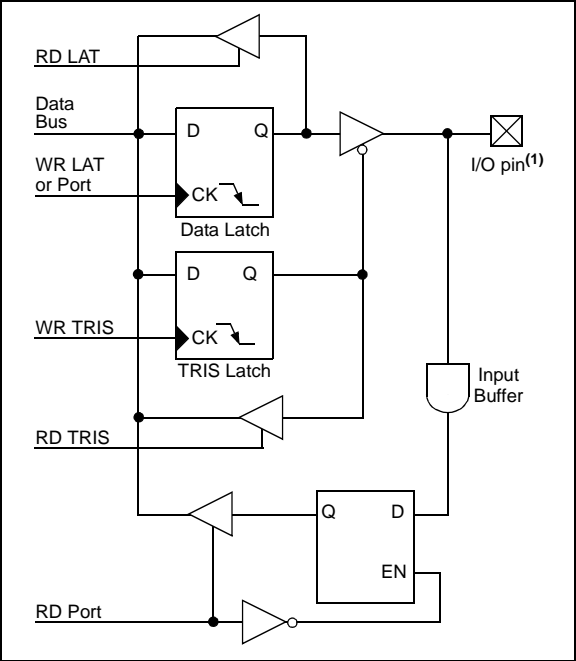 RD LAT
Data
Bus
D Q
WR LAT
or Port
I/O pin(1)
CK
Data Latch
D Q
WR TRIS
CK
TRIS Latch
Input
Buffer
RD TRIS
Q D
EN
RD Port